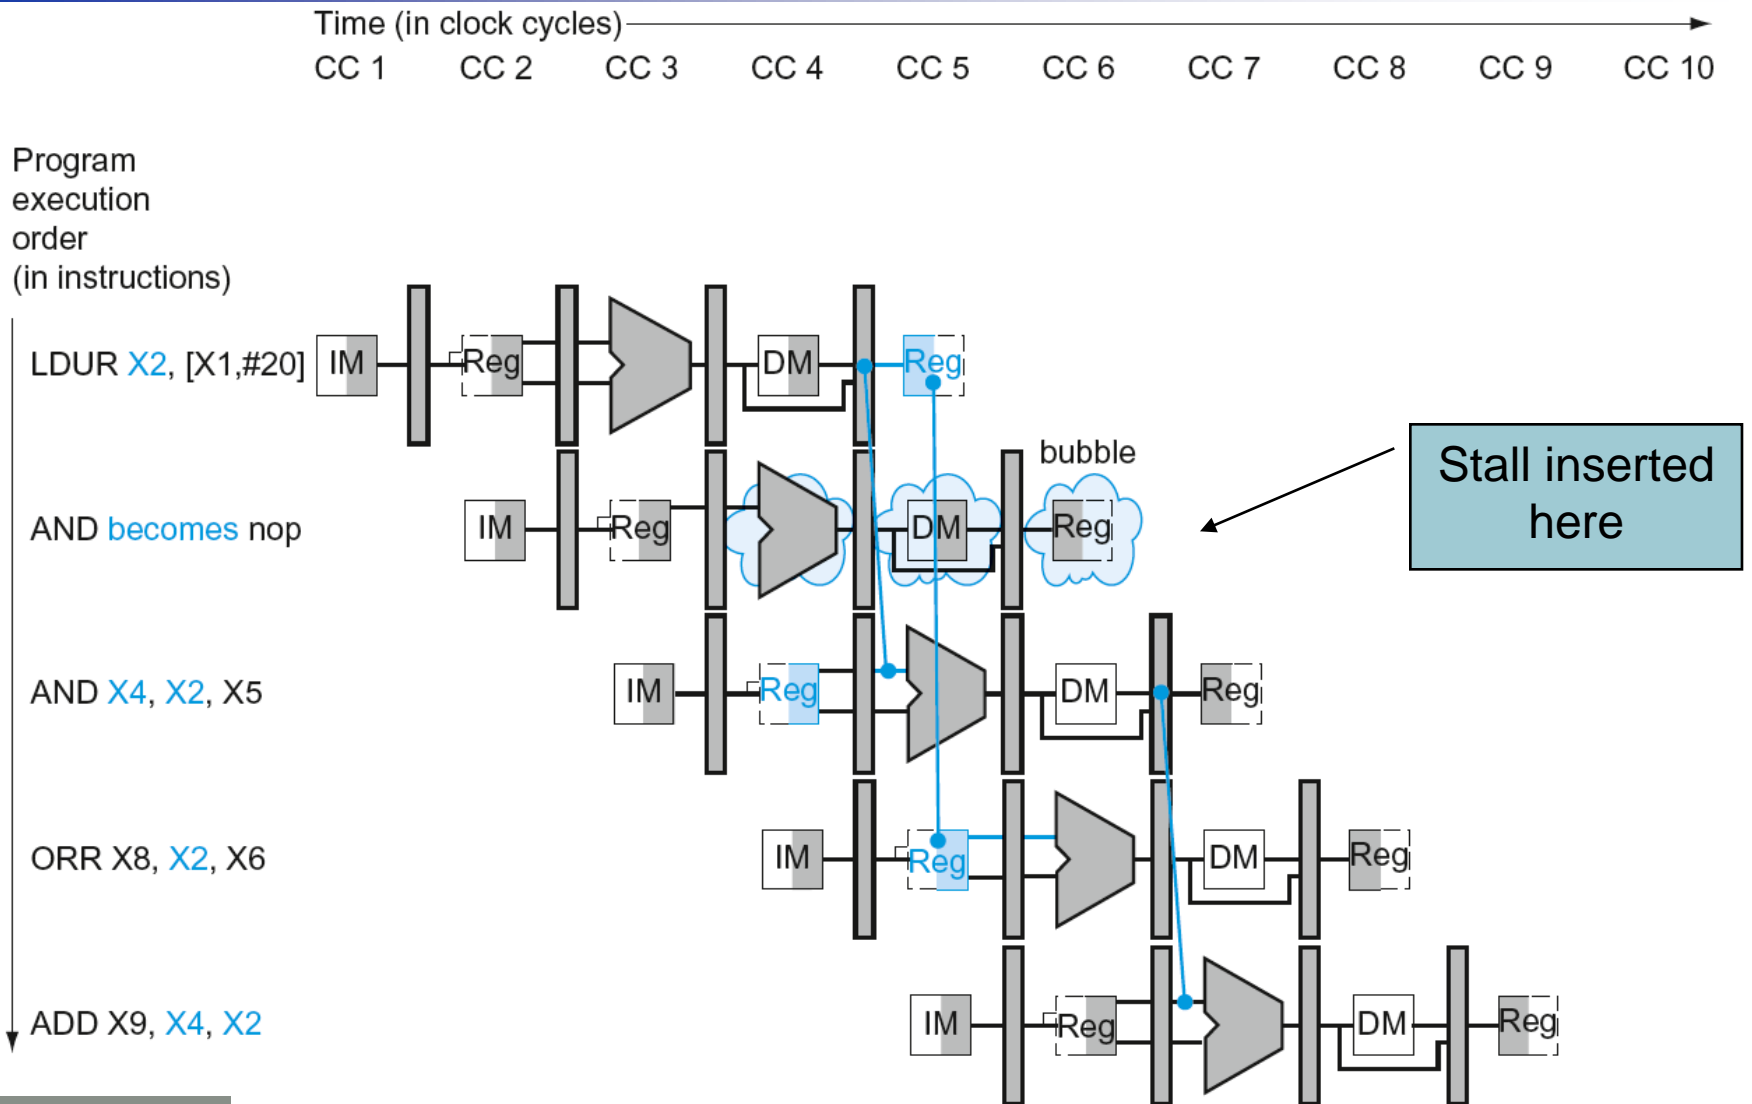 Time (in clock cycles)
CC 1 CC 2 CC 3 CC 4 CC 5 CC 6 CC 7 CC 8 CC 9 CC 10
Program
execution
order
(in instructions)
LDUR X2, [X1,#20] IM Reg DM Reg
bubble
Stall inserted
here
AND becomes nop IM Reg DM Reg
AND X4, X2, X5 IM Reg DM Reg
ORR X8, X2, X6 IM Reg DM Reg
ADD X9, X4, X2 IM Reg DM Reg